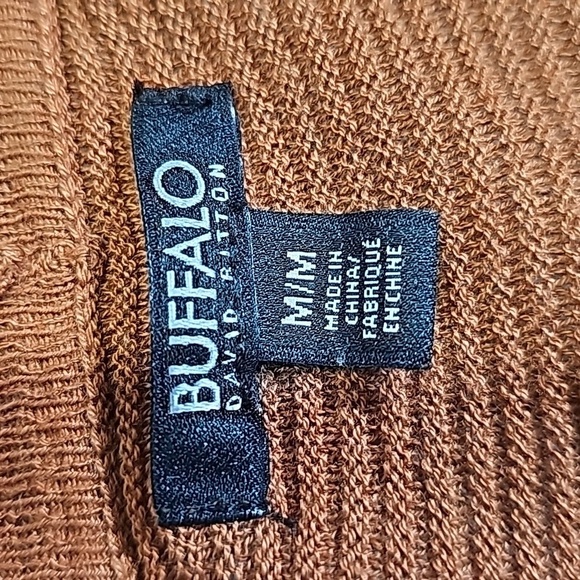 BUFFALO
DAVID BITTON
M/M
MADE IN
CHINA/
FABRIQUÉ
EN CHINE